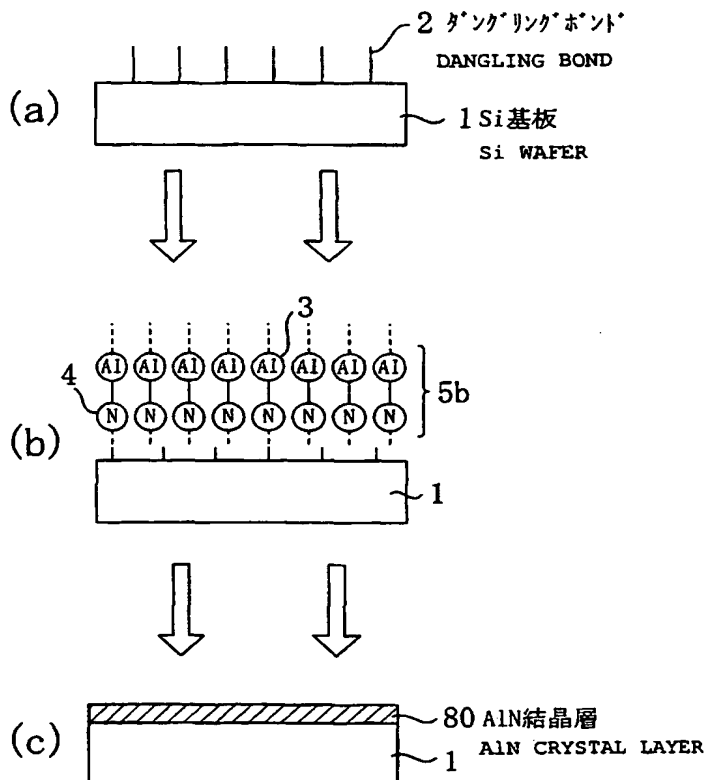 2 ダングリングボンド
DANGLING BOND
(a)
1 Si基板
Si WAFER
3
Al Al Al Al Al Al Al Al
4
5b
N N N N N N N N
(b)
1
80 AlN結晶層
AlN CRYSTAL LAYER
(c)
1